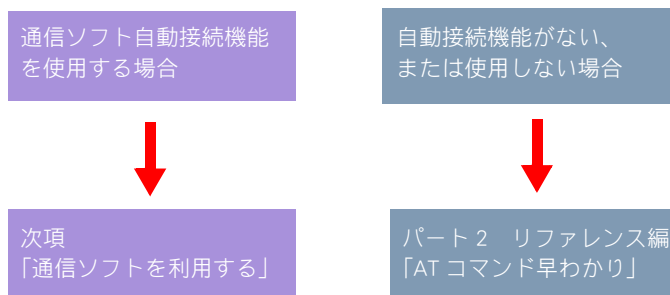 通信ソフト自動接続機能
を使用する場合
自動接続機能がない、
または使用しない場合
次項
「通信ソフトを利用する」
パート2　リファレンス編
「AT コマンド早わかり」